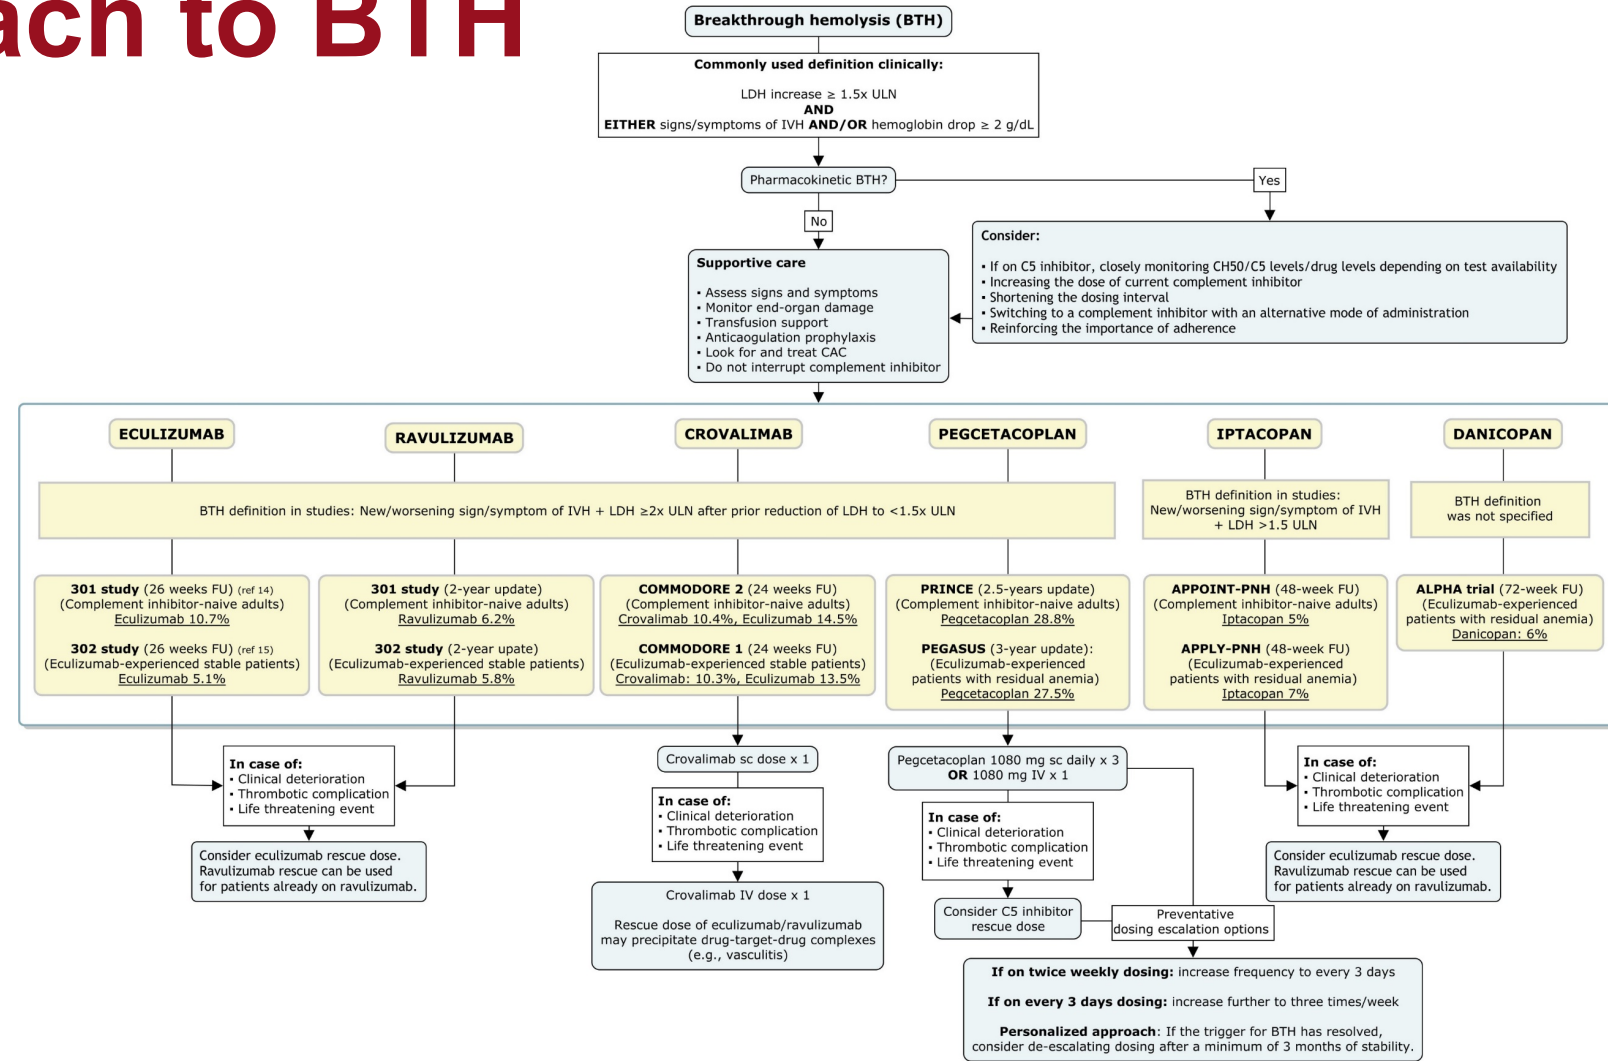 ach to BTH
Breakthrough hemolysis (BTH)
Commonly used definition clinically:
LDH increase ≥ 1.5x ULN
AND
EITHER signs/symptoms of IVH AND/OR hemoglobin drop ≥ 2 g/dL
Pharmacokinetic BTH?
Yes
No
Consider:
▪ If on C5 inhibitor, closely monitoring CH50/C5 levels/drug levels depending on test availability
▪ Increasing the dose of current complement inhibitor
▪ Shortening the dosing interval
▪ Switching to a complement inhibitor with an alternative mode of administration
▪ Reinforcing the importance of adherence
Supportive care
▪ Assess signs and symptoms
▪ Monitor end-organ damage
▪ Transfusion support
▪ Anticaogulation prophylaxis
▪ Look for and treat CAC
▪ Do not interrupt complement inhibitor
ECULIZUMAB
RAVULIZUMAB
CROVALIMAB
PEGCETACOPLAN
IPTACOPAN
DANICOPAN
BTH definition in studies: New/worsening sign/symptom of IVH + LDH ≥2x ULN after prior reduction of LDH to <1.5x ULN
BTH definition in studies:
New/worsening sign/symptom of IVH
+ LDH >1.5 ULN
BTH definition
was not specified
301 study (26 weeks FU) (ref 14)
(Complement inhibitor-naive adults)
Eculizumab 10.7%
302 study (26 weeks FU) (ref 15)
(Eculizumab-experienced stable patients)
Eculizumab 5.1%
301 study (2-year update)
(Complement inhibitor-naive adults)
Ravulizumab 6.2%
302 study (2-year upate)
(Eculizumab-experienced stable patients)
Ravulizumab 5.8%
COMMODORE 2 (24 weeks FU)
(Complement inhibitor-naive adults)
Crovalimab 10.4%, Eculizumab 14.5%
COMMODORE 1 (24 weeks FU)
(Eculizumab-experienced stable patients)
Crovalimab: 10.3%, Eculizumab 13.5%
PRINCE (2.5-years update)
(Complement inhibitor-naive adults)
Pegcetacoplan 28.8%
PEGASUS (3-year update):
(Eculizumab-experienced
patients with residual anemia)
Pegcetacoplan 27.5%
APPOINT-PNH (48-week FU)
(Complement inhibitor-naive adults)
Iptacopan 5%
APPLY-PNH (48-week FU)
(Eculizumab-experienced
patients with residual anemia)
Iptacopan 7%
ALPHA trial (72-week FU)
(Eculizumab-experienced
patients with residual anemia)
Danicopan: 6%
In case of:
▪ Clinical deterioration
▪ Thrombotic complication
▪ Life threatening event
Consider eculizumab rescue dose.
Ravulizumab rescue can be used
for patients already on ravulizumab.
Crovalimab sc dose x 1
In case of:
▪ Clinical deterioration
▪ Thrombotic complication
▪ Life threatening event
Crovalimab IV dose x 1
Rescue dose of eculizumab/ravulizumab
may precipitate drug-target-drug complexes
(e.g., vasculitis)
Pegcetacoplan 1080 mg sc daily x 3
OR 1080 mg IV x 1
In case of:
▪ Clinical deterioration
▪ Thrombotic complication
▪ Life threatening event
Consider C5 inhibitor
rescue dose
Preventative
dosing escalation options
If on twice weekly dosing: increase frequency to every 3 days
If on every 3 days dosing: increase further to three times/week
Personalized approach: If the trigger for BTH has resolved,
consider de-escalating dosing after a minimum of 3 months of stability.
In case of:
▪ Clinical deterioration
▪ Thrombotic complication
▪ Life threatening event
Consider eculizumab rescue dose.
Ravulizumab rescue can be used
for patients already on ravulizumab.